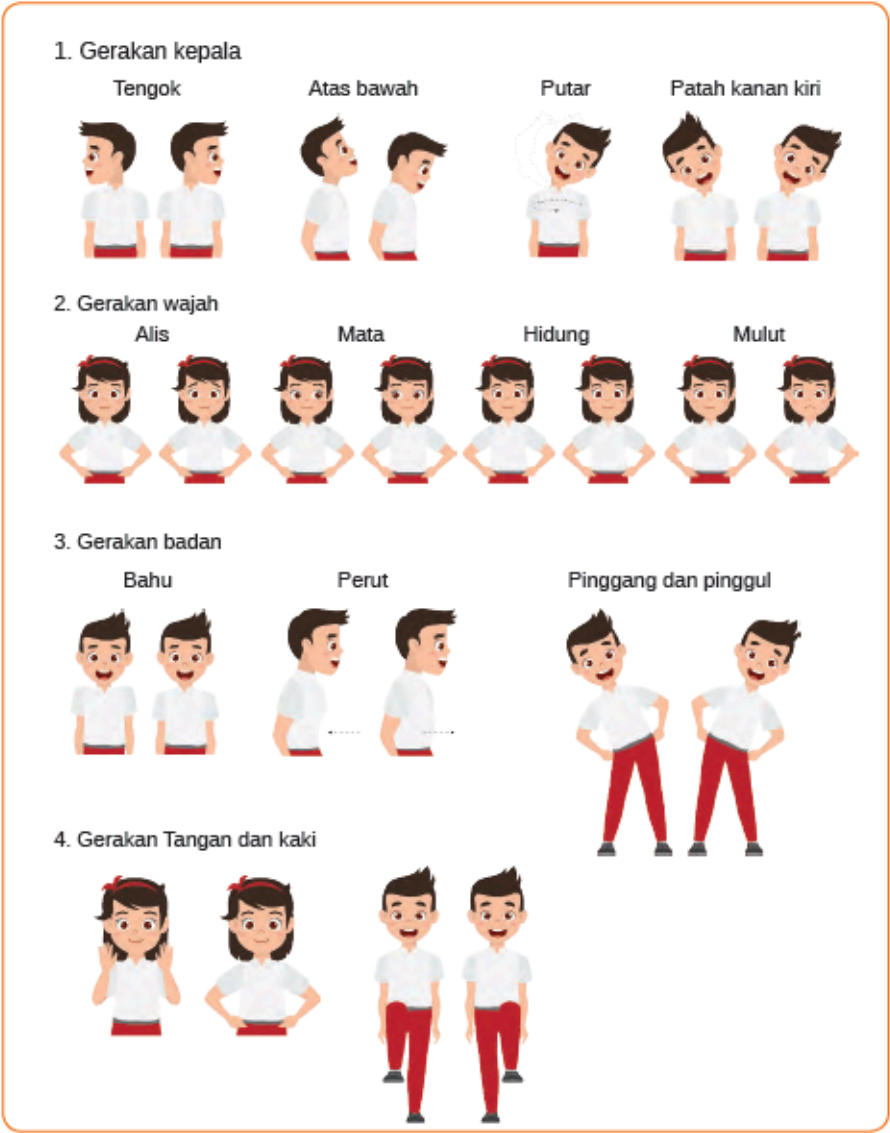 1. Gerakan kepala
Tengok Atas bawah Putar Patah kanan kiri
2. Gerakan wajah
Alis Mata Hidung Mulut
3. Gerakan badan
Bahu Perut Pinggang dan pinggul
4. Gerakan Tangan dan kaki